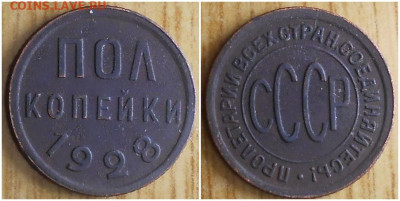 COINS.LAVE.RU
ПОЛ
КОПЕЙКИ
1928
ПРОЛЕТАРИИ ВСЕХ СТРАН, СОЕДИНЯЙТЕСЬ!
СССР